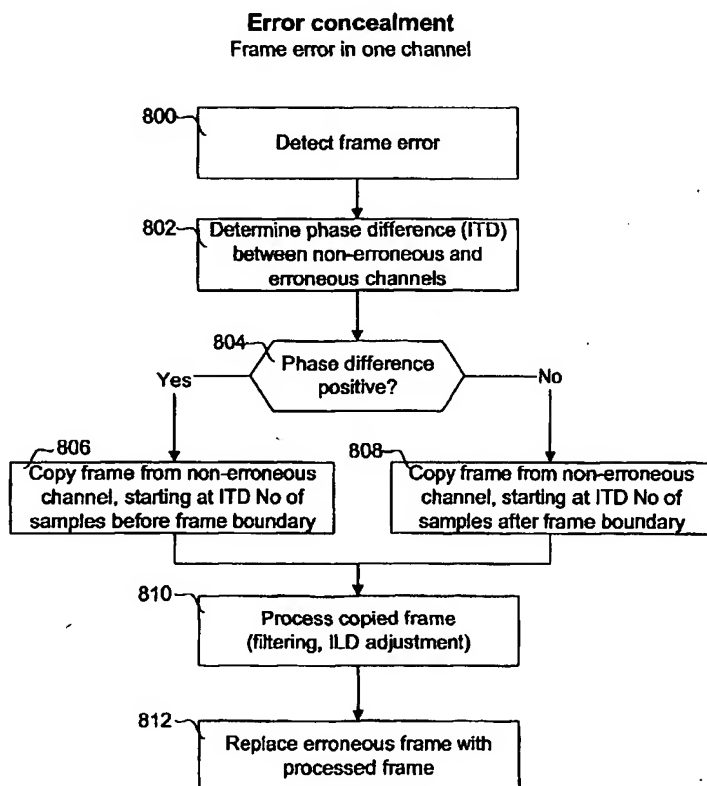 Error concealment
Frame error in one channel
800
Detect frame error
802
Determine phase difference (ITD)
between non-erroneous and
erroneous channels
804
Phase difference
positive?
Yes
No
806
Copy frame from non-erroneous
channel, starting at ITD No of
samples before frame boundary
808
Copy frame from non-erroneous
channel, starting at ITD No of
samples after frame boundary
810
Process copied frame
(filtering, ILD adjustment)
812
Replace erroneous frame with
processed frame